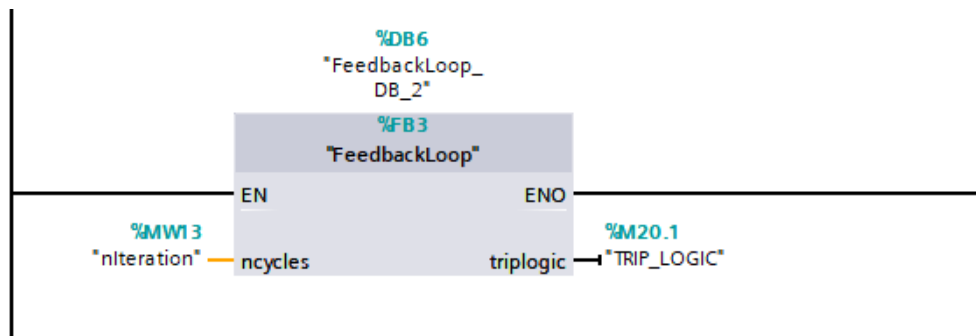 %DB6
"FeedbackLoop_
DB_2"
%FB3
"FeedbackLoop"
EN ENO
%MW13 %M20.1
"nIteration" ncycles triplogic "TRIP_LOGIC"